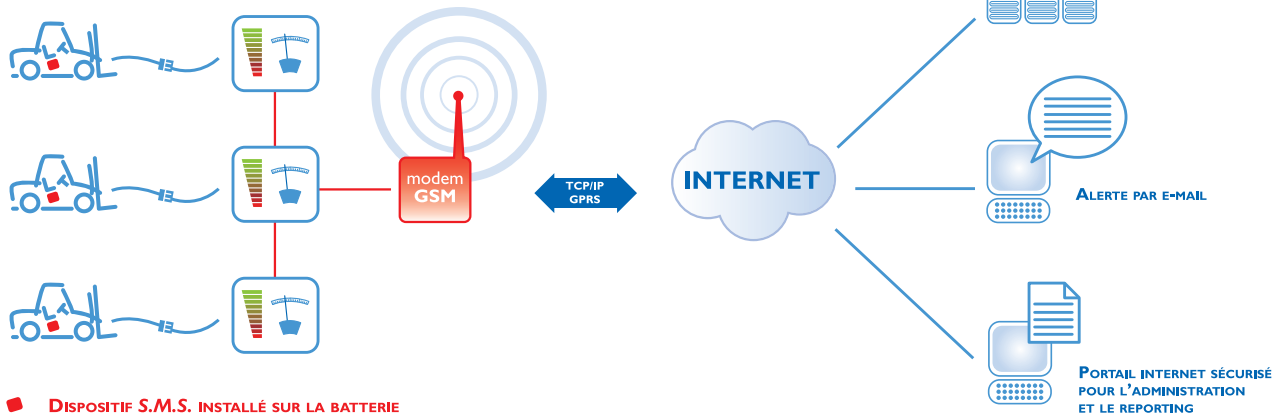 modem
GSM
TCP/IP
GPRS
INTERNET
ALERTE PAR E-MAIL
PORTAIL INTERNET SÉCURISÉ
POUR L'ADMINISTRATION
ET LE REPORTING
DISPOSITIF S.M.S. INSTALLÉ SUR LA BATTERIE